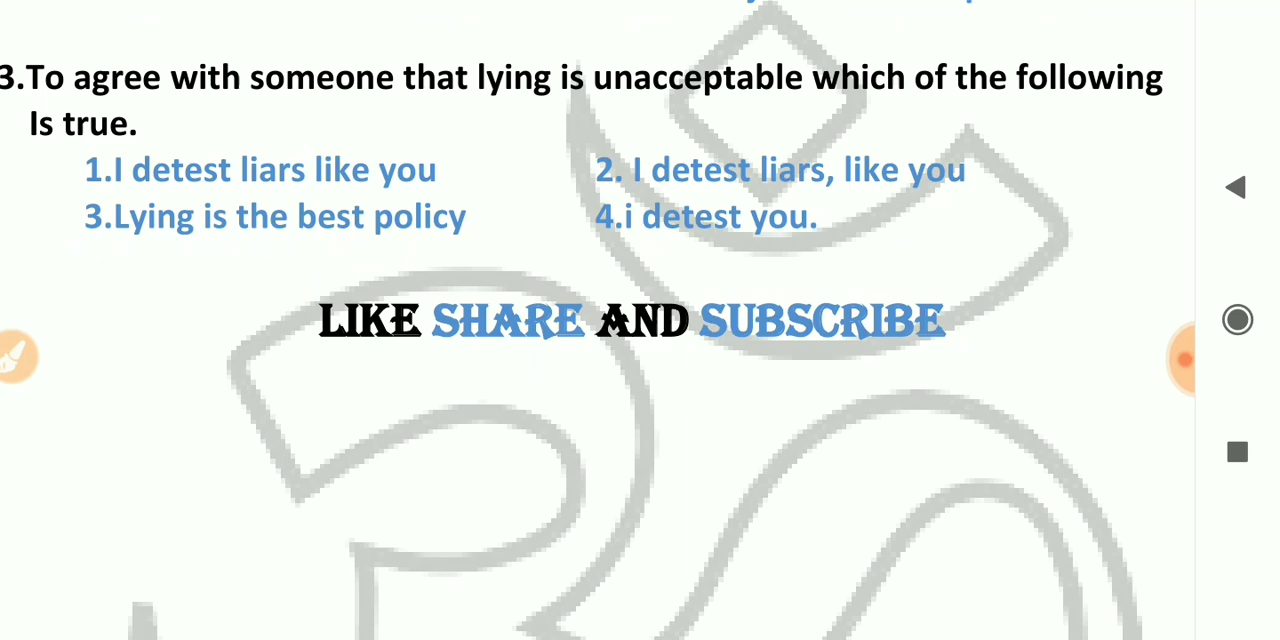 3.To agree with someone that lying is unacceptable which of the following
Is true.
1.I detest liars like you 2. I detest liars, like you
3.Lying is the best policy 4.i detest you.
LIKE SHARE AND SUBSCRIBE